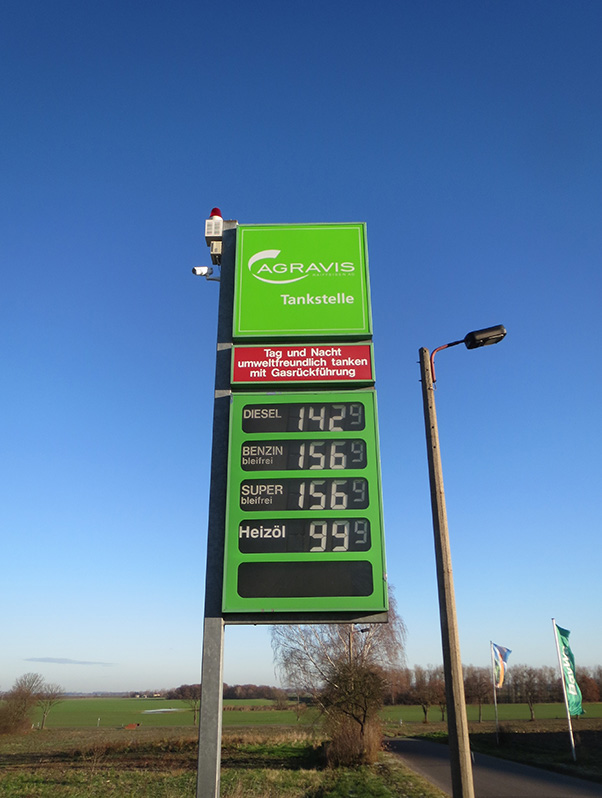 AGRAVIS
Tankstelle
Tag und Nacht
umweltfreundlich tanken
mit Gasrückführung
DIESEL 142 9
BENZIN 156 9
bleifrei
SUPER 156 9
bleifrei
Heizöl 99 9